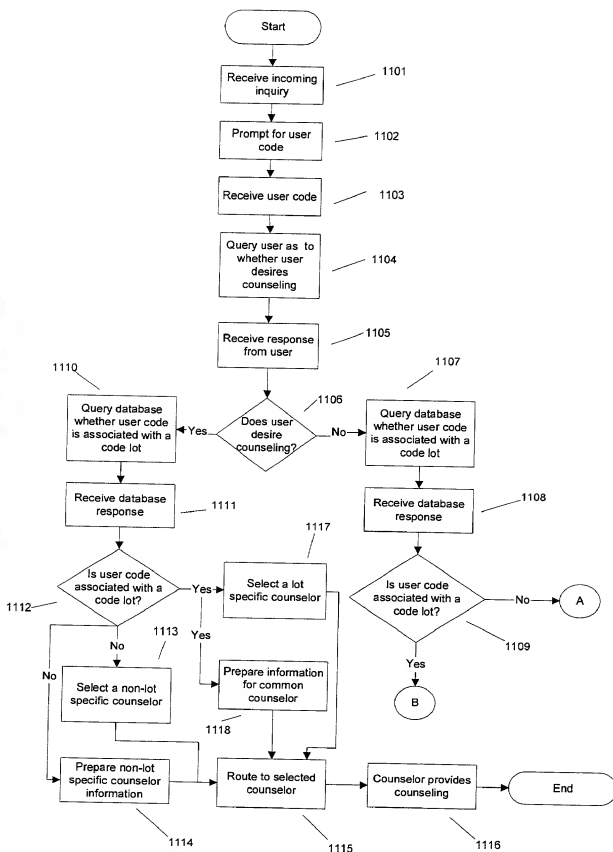 Start
Receive incoming
inquiry
1101
Prompt for user
code
1102
Receive user code
1103
Query user as to
whether user
desires
counseling
1104
Receive response
from user
1105
1106
Does user
desire
counseling?
Yes
No
1110
Query database
whether user code
is associated with a
code lot
1107
Query database
whether user code
is associated with a
code lot
Receive database
response
1111
Receive database
response
1108
Is user code
associated with a
code lot?
1112
Yes
Yes
No
No
1117
Select a lot
specific counselor
Is user code
associated with a
code lot?
1109
No
A
Yes
B
1113
Select a non-lot
specific counselor
Prepare information
for common
counselor
1118
Prepare non-lot
specific counselor
information
1114
Route to selected
counselor
1115
Counselor provides
counseling
1116
End